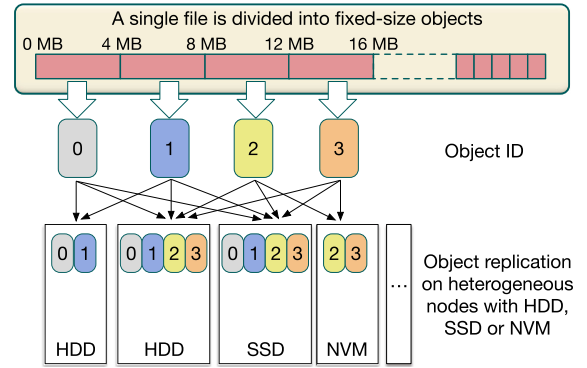 A single file is divided into fixed-size objects
0 MB 4 MB 8 MB 12 MB 16 MB
0 1 2 3 Object ID
0 1 0 1 2 3 0 1 2 3 2 3
...
Object replication
on heterogeneous
nodes with HDD,
SSD or NVM
HDD HDD SSD NVM